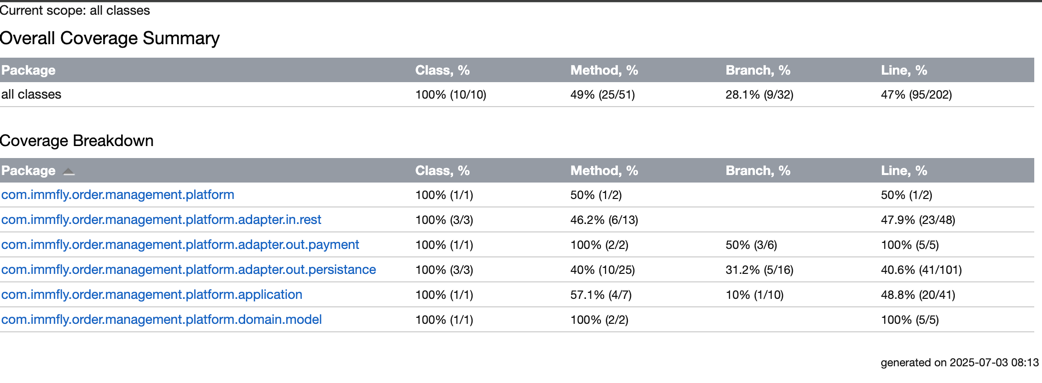 Current scope: all classes
Overall Coverage Summary
Package Class, % Method, % Branch, % Line, %
all classes 100% (10/10) 49% (25/51) 28.1% (9/32) 47% (95/202)
Coverage Breakdown
Package Class, % Method, % Branch, % Line, %
com.immfly.order.management.platform 100% (1/1) 50% (1/2) 50% (1/2)
com.immfly.order.management.platform.adapter.in.rest 100% (3/3) 46.2% (6/13) 47.9% (23/48)
com.immfly.order.management.platform.adapter.out.payment 100% (1/1) 100% (2/2) 50% (3/6) 100% (5/5)
com.immfly.order.management.platform.adapter.out.persistance 100% (3/3) 40% (10/25) 31.2% (5/16) 40.6% (41/101)
com.immfly.order.management.platform.application 100% (1/1) 57.1% (4/7) 10% (1/10) 48.8% (20/41)
com.immfly.order.management.platform.domain.model 100% (1/1) 100% (2/2) 100% (5/5)
generated on 2025-07-03 08:13